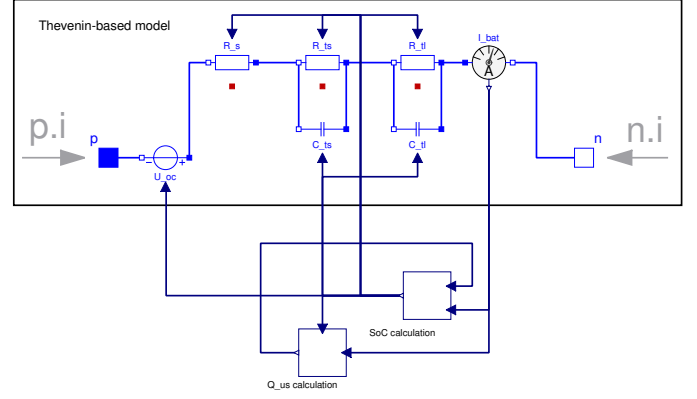 Thevenin-based model
I_bat
R_s
R_ts
R_tl
A
p.i
n.i
p
n
- +
C_ts
C_tl
U_oc
SoC calculation
Q_us calculation